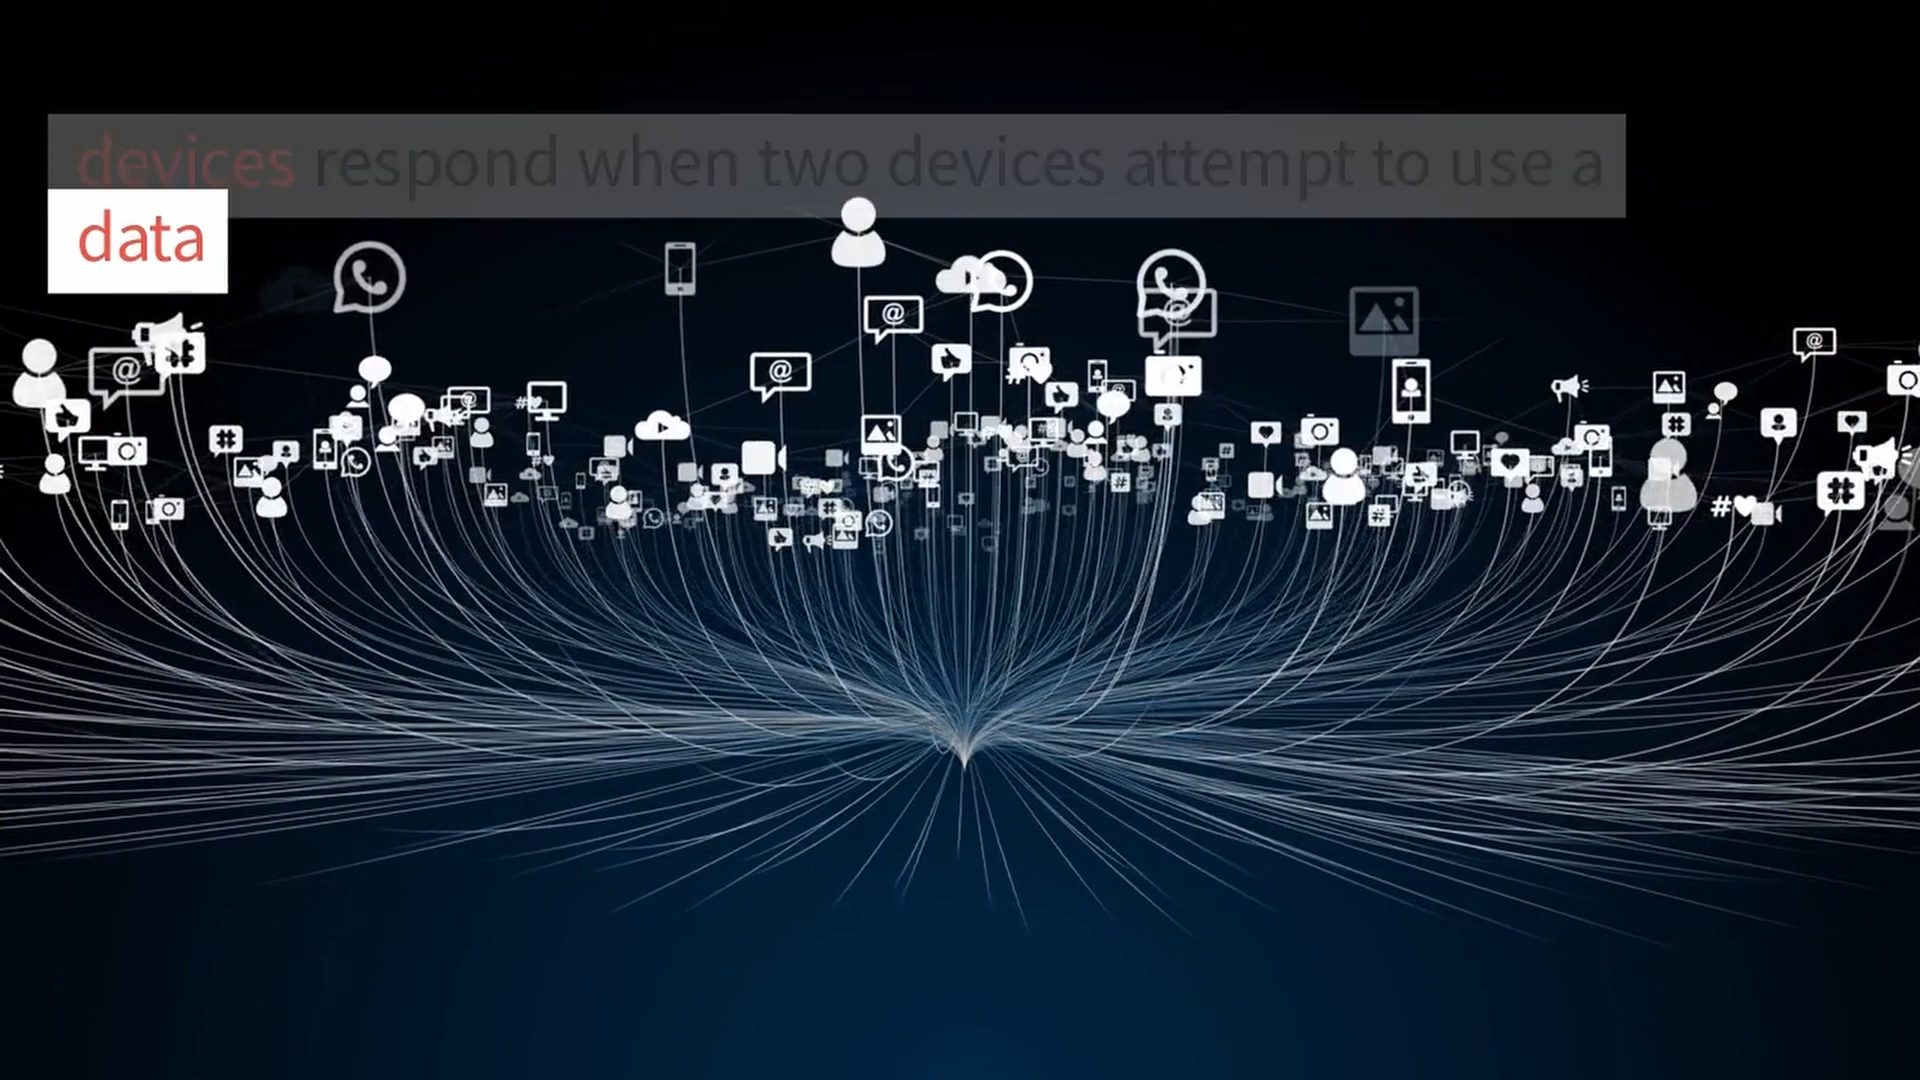 devices respond when two devices attempt to use a
data